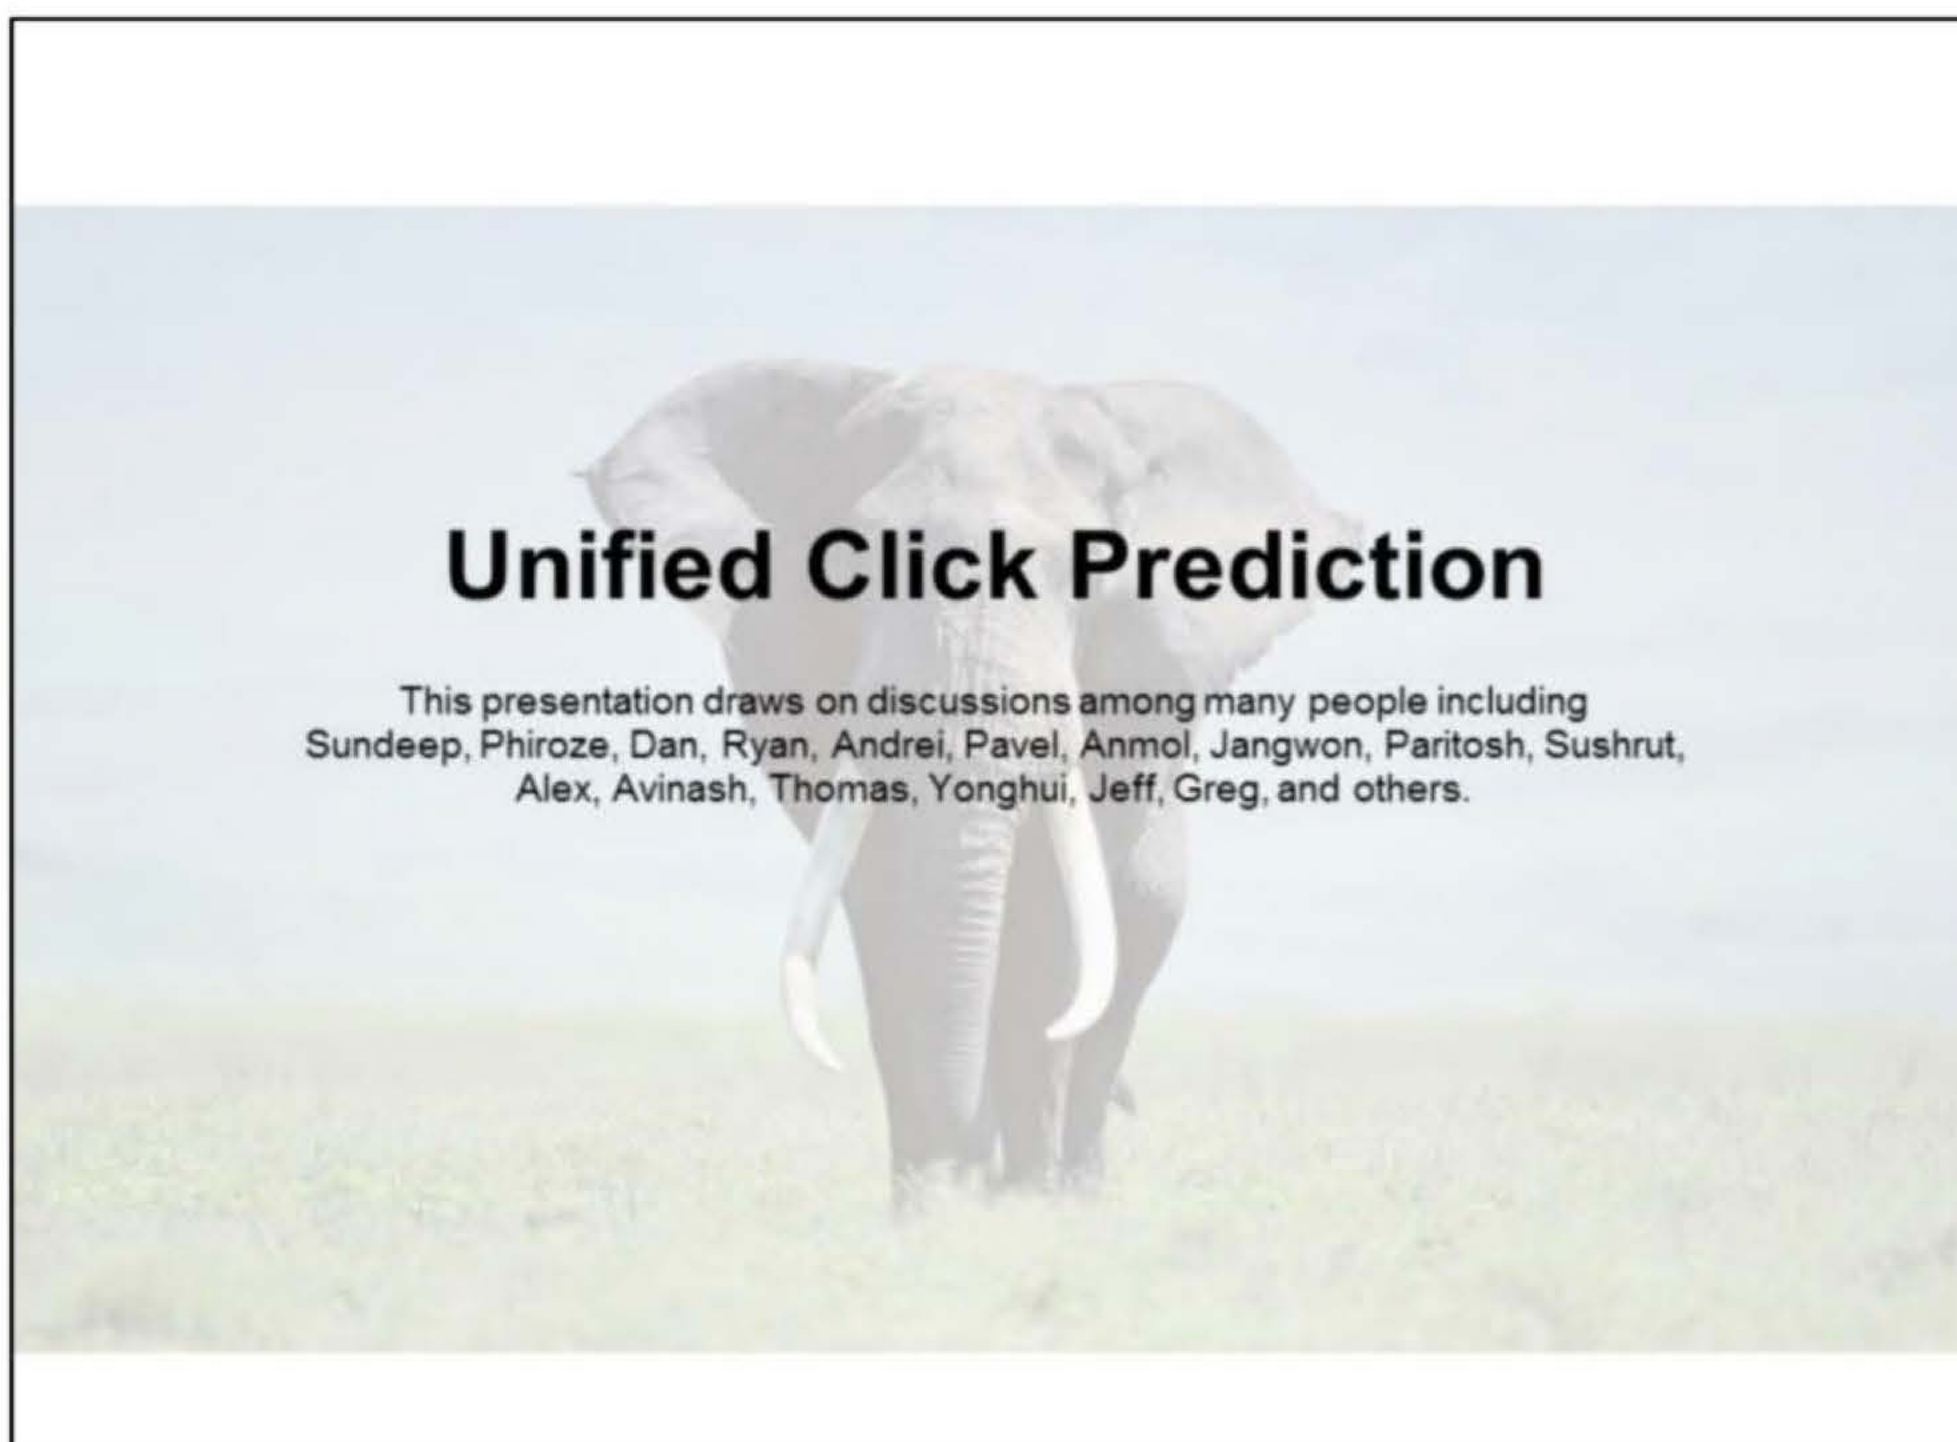 Unified Click Prediction
This presentation draws on discussions among many people including
Sundeep, Phiroze, Dan, Ryan, Andrei, Pavel, Anmol, Jangwon, Paritosh, Sushrut,
Alex, Avinash, Thomas, Yonghui, Jeff, Greg, and others.